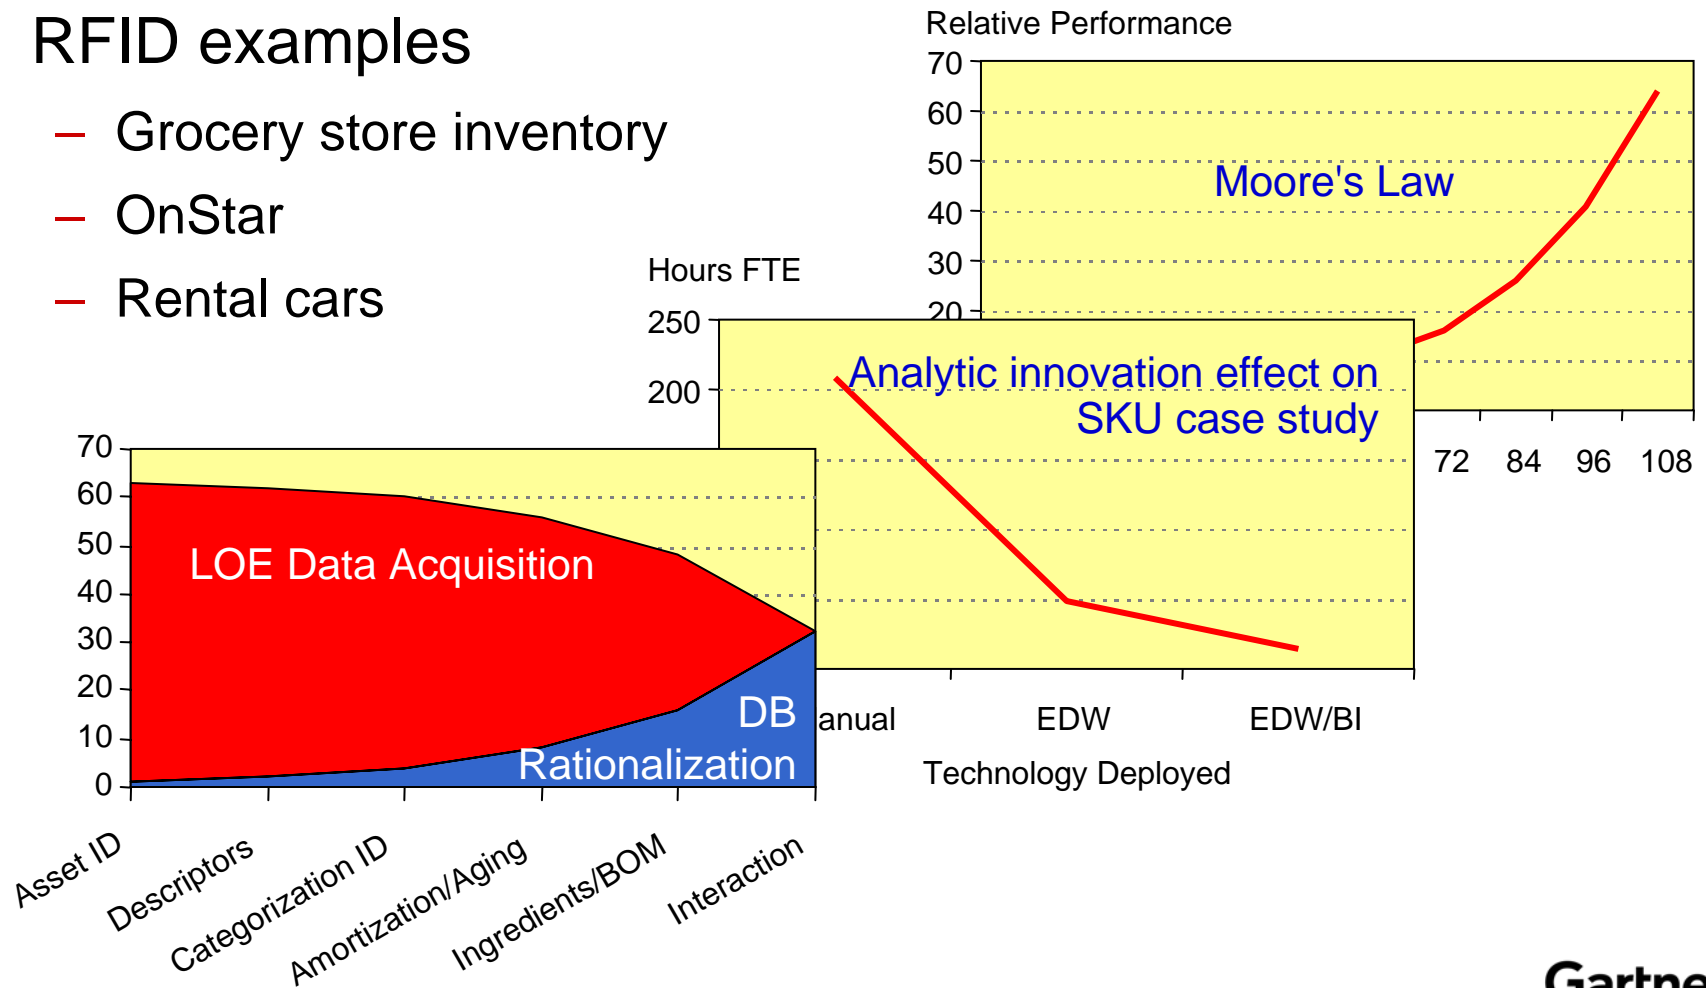 RFID examples
– Grocery store inventory
– OnStar
– Rental cars
Relative Performance
70
60
50
40
30
20
Moore's Law
72 84 96 108
Hours FTE
250
200
Analytic innovation effect on
SKU case study
anual EDW EDW/BI
Technology Deployed
70
60
50
40
30
20
10
0
LOE Data Acquisition
DB
Rationalization
Asset ID
Descriptors
Categorization ID
Amortization/Aging
Ingredients/BOM
Interaction
Gartne